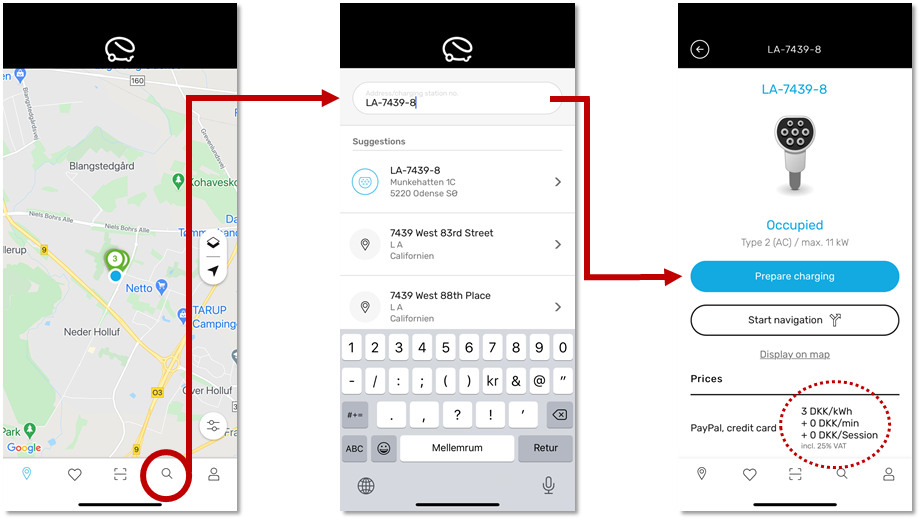 160
Blangstedgårdsvej
Blangstedgård
Niels Bohrs Alle
Niels Bohrs Alle
Kohavesko
9
llerup
3
Netto
TARUP
Camping
Neder Holluf
03
Over Holluf
Park
9
Google
Address/charging station no.
LA-7439-8
Suggestions
LA-7439-8
Munkehatten 1C
5220 Odense SØ
7439 West 83rd Street
L A
Californien
7439 West 88th Place
L A
Californien
1 2 3 4 5 6 7 8 9 0
- / : ; ( ) kr & @ "
#+= . , ? ! '
ABC Mellemrum Retur
LA-7439-8
LA-7439-8
Occupied
Type 2 (AC) / max. 11 kW
Prepare charging
Start navigation
Display on map
Prices
PayPal, credit card
3 DKK/kWh
+ 0 DKK/min
+ 0 DKK/Session
incl. 25% VAT